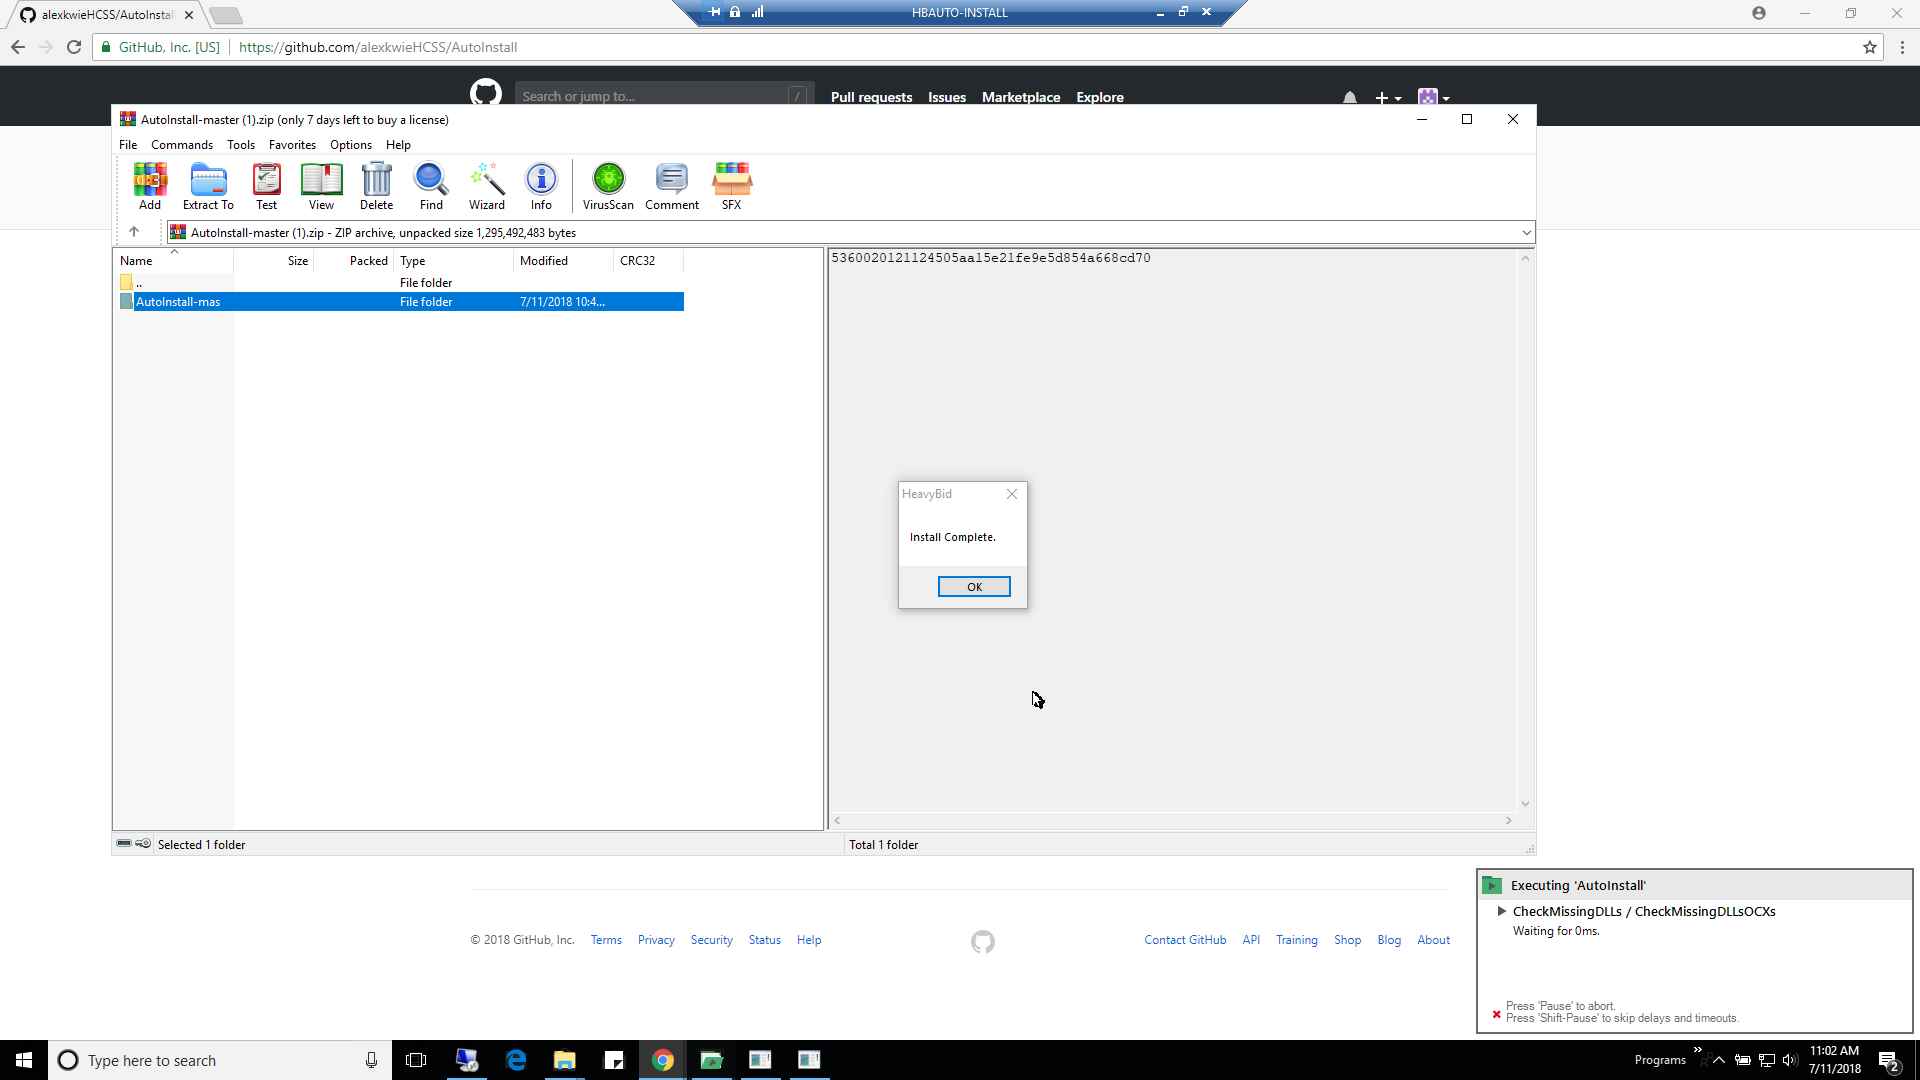 alexkwieHCSS/AutoInstal
HBAUTO-INSTALL
GitHub, Inc. [US] https://github.com/alexkwieHCSS/AutoInstall
Search or jump to... /
Pull requests Issues Marketplace Explore
AutoInstall-master (1).zip (only 7 days left to buy a license)
File Commands Tools Favorites Options Help
Add Extract To Test View Delete Find Wizard Info VirusScan Comment SFX
AutoInstall-master (1).zip - ZIP archive, unpacked size 1,295,492,483 bytes
Name Size Packed Type Modified CRC32
5360020121124505aa15e21fe9e5d854a668cd70
.. File folder
AutoInstall-mas File folder 7/11/2018 10:4...
HeavyBid
Install Complete.
OK
Selected 1 folder
Total 1 folder
Executing 'AutoInstall'
CheckMissingDLLs / CheckMissingDLLsOCXs
Waiting for 0ms.
© 2018 GitHub, Inc. Terms Privacy Security Status Help
Contact GitHub API Training Shop Blog About
Press 'Pause' to abort.
Press 'Shift-Pause' to skip delays and timeouts.
Type here to search
Programs
11:02 AM
7/11/2018
2